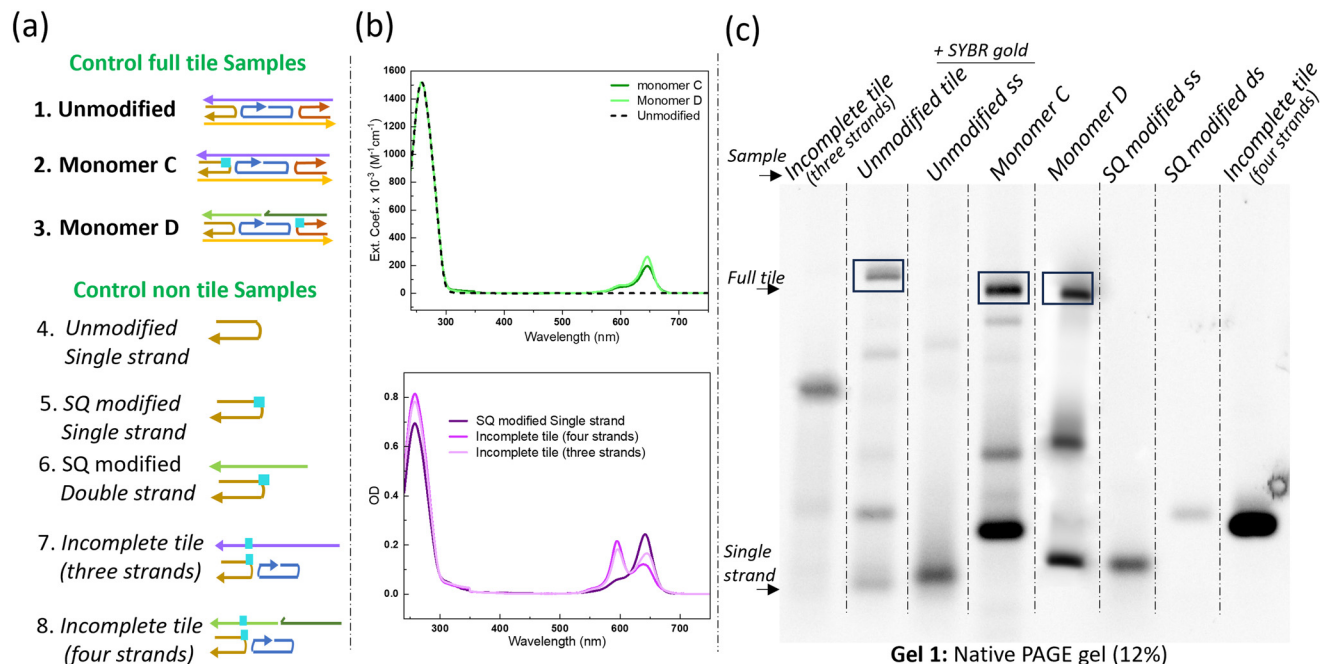 (a)
Control full tile Samples
1. Unmodified
2. Monomer C
3. Monomer D
Control non tile Samples
4. Unmodified
Single strand
5. SQ modified
Single strand
6. SQ modified
Double strand
7. Incomplete tile
(three strands)
8. Incomplete tile
(four strands)
(b)
Ext. Coef. x 10⁻³ (M⁻¹cm⁻¹)
1600
1400
1200
1000
800
600
400
200
0
monomer C
Monomer D
Unmodified
300
400
500
600
700
Wavelength (nm)
OD
0.8
0.6
0.4
0.2
0.0
SQ modified Single strand
Incomplete tile (four strands)
Incomplete tile (three strands)
300
400
500
600
700
Wavelength (nm)
(c)
+ SYBR gold
Sample
Incomplete tile
(three strands)
Unmodified tile
Unmodified ss
Monomer C
Monomer D
SQ modified ss
SQ modified ds
Incomplete tile
(four strands)
Full tile
Single
strand
Gel 1: Native PAGE gel (12%)